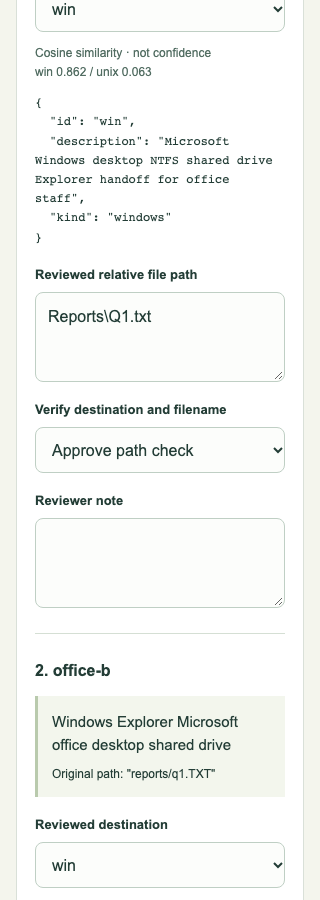 win
Cosine similarity · not confidence
win 0.862 / unix 0.063
{
  "id": "win",
  "description": "Microsoft
Windows desktop NTFS shared drive
Explorer handoff for office
staff",
  "kind": "windows"
}
Reviewed relative file path
Reports\Q1.txt
Verify destination and filename
Approve path check
Reviewer note
2. office-b
Windows Explorer Microsoft
office desktop shared drive
Original path: "reports/q1.TXT"
Reviewed destination
win